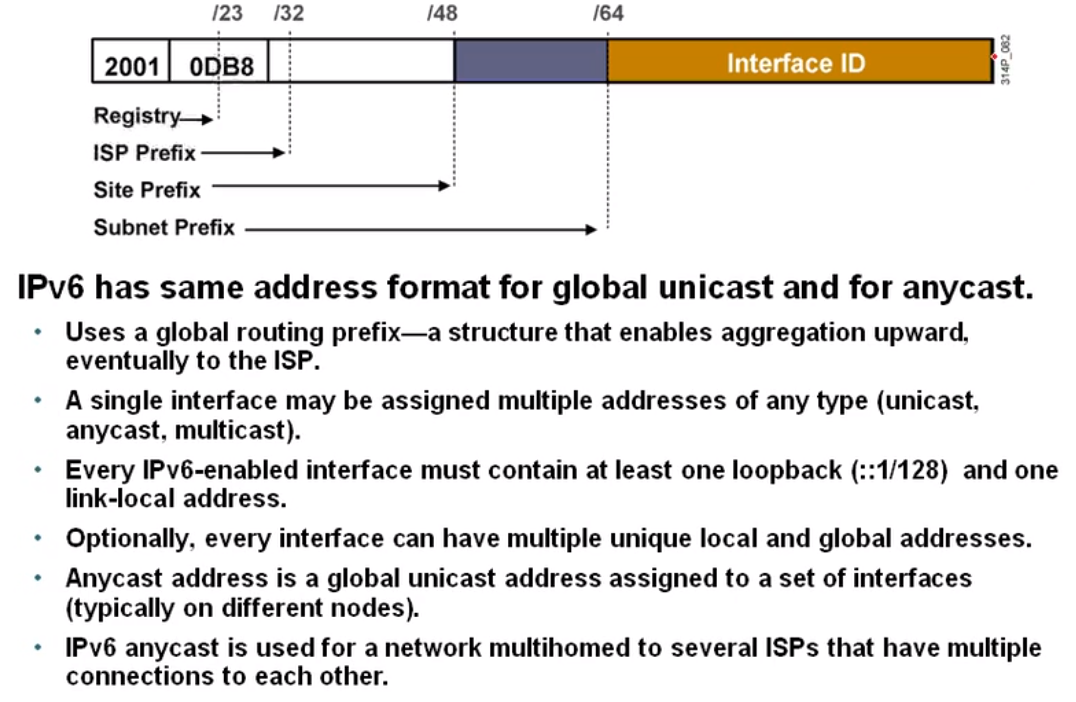 /23 /32 /48 /64
2001 0DB8 Interface ID
314P_082
Registry
ISP Prefix
Site Prefix
Subnet Prefix
IPv6 has same address format for global unicast and for anycast.
• Uses a global routing prefix—a structure that enables aggregation upward,
eventually to the ISP.
• A single interface may be assigned multiple addresses of any type (unicast,
anycast, multicast).
• Every IPv6-enabled interface must contain at least one loopback (::1/128) and one
link-local address.
• Optionally, every interface can have multiple unique local and global addresses.
• Anycast address is a global unicast address assigned to a set of interfaces
(typically on different nodes).
• IPv6 anycast is used for a network multihomed to several ISPs that have multiple
connections to each other.